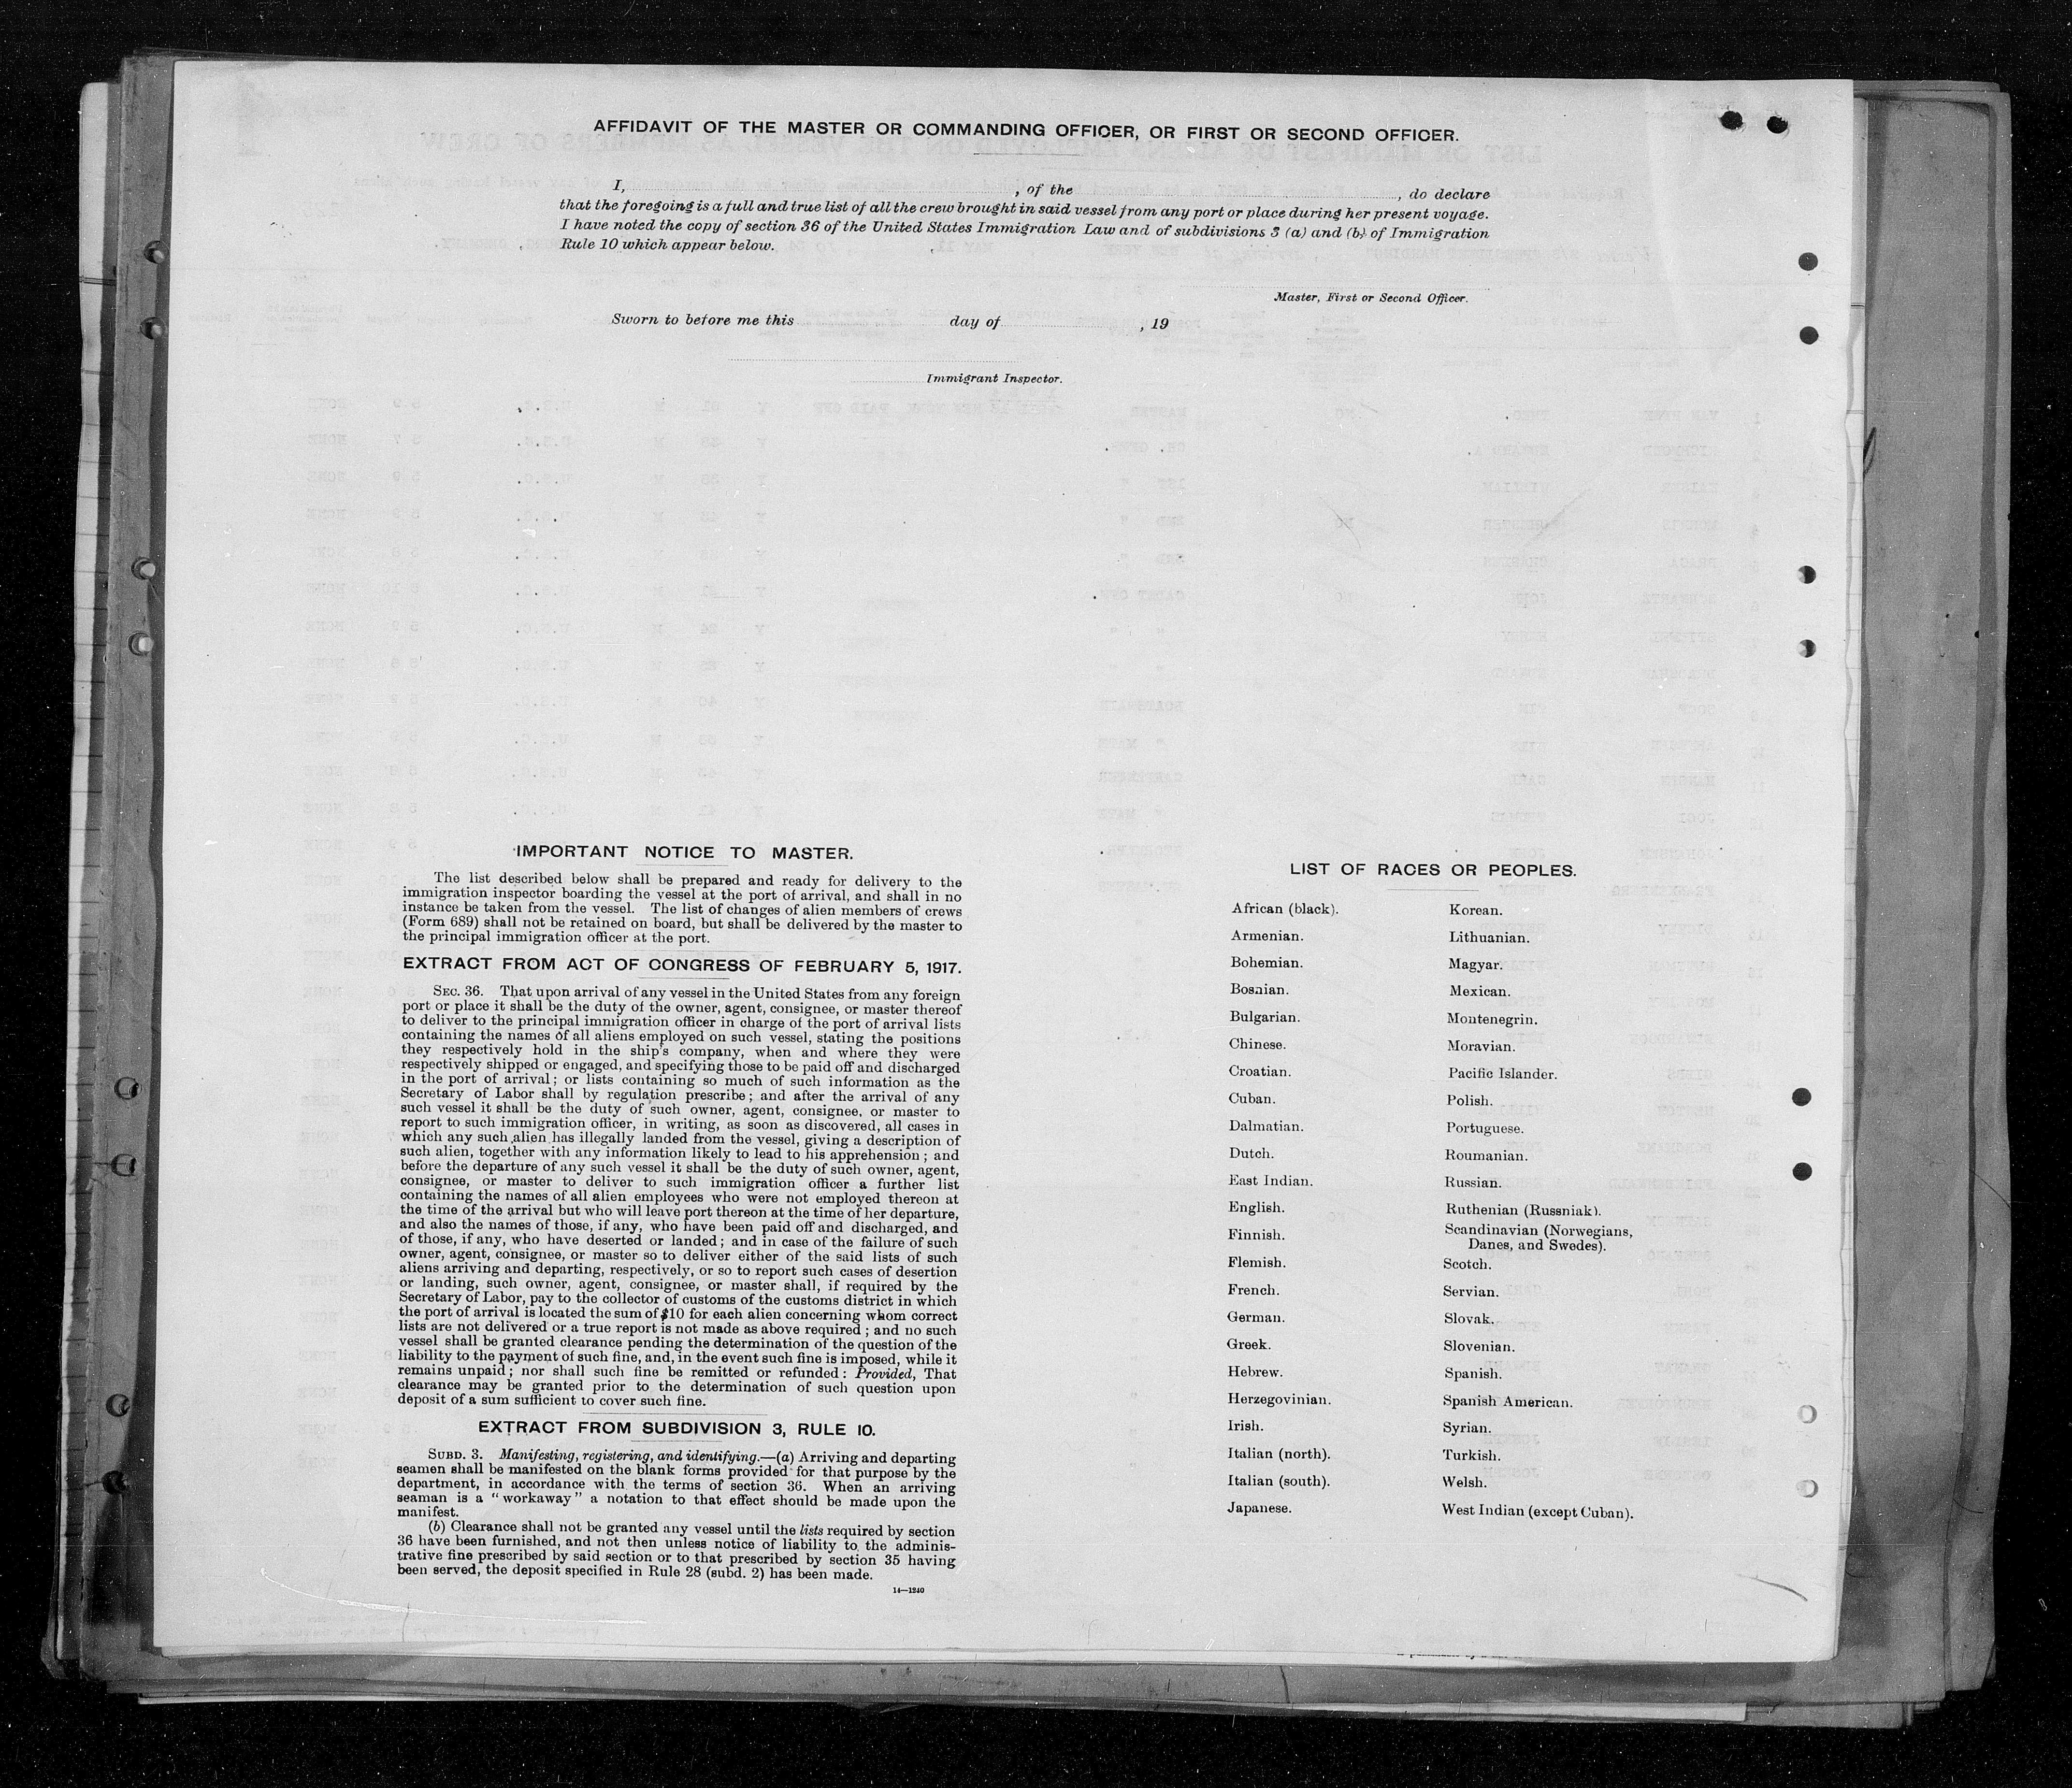 AFFIDAVIT OF THE MASTER OR COMMANDING OFFICER, OR FIRST OR SECOND OFFICER.
I, , of the , do declare
that the foregoing is a full and true list of all the crew brought in said vessel from any port or place during her present voyage.
I have noted the copy of section 36 of the United States Immigration Law and of subdivisions 3 (a) and (b) of Immigration
Rule 10 which appear below.
Master, First or Second Officer.
Sworn to before me this day of , 19
Immigrant Inspector.
IMPORTANT NOTICE TO MASTER.
The list described below shall be prepared and ready for delivery to the
immigration inspector boarding the vessel at the port of arrival, and shall in no
instance be taken from the vessel. The list of changes of alien members of crews
(Form 689) shall not be retained on board, but shall be delivered by the master to
the principal immigration officer at the port.
EXTRACT FROM ACT OF CONGRESS OF FEBRUARY 5, 1917.
SEC. 36. That upon arrival of any vessel in the United States from any foreign
port or place it shall be the duty of the owner, agent, consignee, or master thereof
to deliver to the principal immigration officer in charge of the port of arrival lists
containing the names of all aliens employed on such vessel, stating the positions
they respectively hold in the ship's company, when and where they were
respectively shipped or engaged, and specifying those to be paid off and discharged
in the port of arrival; or lists containing so much of such information as the
Secretary of Labor shall by regulation prescribe; and after the arrival of any
such vessel it shall be the duty of such owner, agent, consignee, or master to
report to such immigration officer, in writing, as soon as discovered, all cases in
which any such alien has illegally landed from the vessel, giving a description of
such alien, together with any information likely to lead to his apprehension; and
before the departure of any such vessel it shall be the duty of such owner, agent,
consignee, or master to deliver to such immigration officer a further list
containing the names of all alien employees who were not employed thereon at
the time of the arrival but who will leave port thereon at the time of her departure,
and also the names of those, if any, who have been paid off and discharged, and
of those, if any, who have deserted or landed; and in case of the failure of such
owner, agent, consignee, or master so to deliver either of the said lists of such
aliens arriving and departing, respectively, or so to report such cases of desertion
or landing, such owner, agent, consignee, or master shall, if required by the
Secretary of Labor, pay to the collector of customs of the customs district in which
the port of arrival is located the sum of $10 for each alien concerning whom correct
lists are not delivered or a true report is not made as above required; and no such
vessel shall be granted clearance pending the determination of the question of the
liability to the payment of such fine, and, in the event such fine is imposed, while it
remains unpaid; nor shall such fine be remitted or refunded: Provided, That
clearance may be granted prior to the determination of such question upon
deposit of a sum sufficient to cover such fine.
EXTRACT FROM SUBDIVISION 3, RULE 10.
SUBD. 3. Manifesting, registering, and identifying.—(a) Arriving and departing
seamen shall be manifested on the blank forms provided for that purpose by the
department, in accordance with the terms of section 36. When an arriving
seaman is a "workaway" a notation to that effect should be made upon the
manifest.
(b) Clearance shall not be granted any vessel until the lists required by section
36 have been furnished, and not then unless notice of liability to the adminis-
trative fine prescribed by said section or to that prescribed by section 35 having
been served, the deposit specified in Rule 28 (subd. 2) has been made.
14—1240
LIST OF RACES OR PEOPLES.
African (black).
Armenian.
Bohemian.
Bosnian.
Bulgarian.
Chinese.
Croatian.
Cuban.
Dalmatian.
Dutch.
East Indian.
English.
Finnish.
Flemish.
French.
German.
Greek.
Hebrew.
Herzegovinian.
Irish.
Italian (north).
Italian (south).
Japanese.
Korean.
Lithuanian.
Magyar.
Mexican.
Montenegrin.
Moravian.
Pacific Islander.
Polish.
Portuguese.
Roumanian.
Russian.
Ruthenian (Russniak).
Scandinavian (Norwegians,
Danes, and Swedes).
Scotch.
Servian.
Slovak.
Slovenian.
Spanish.
Spanish American.
Syrian.
Turkish.
Welsh.
West Indian (except Cuban).